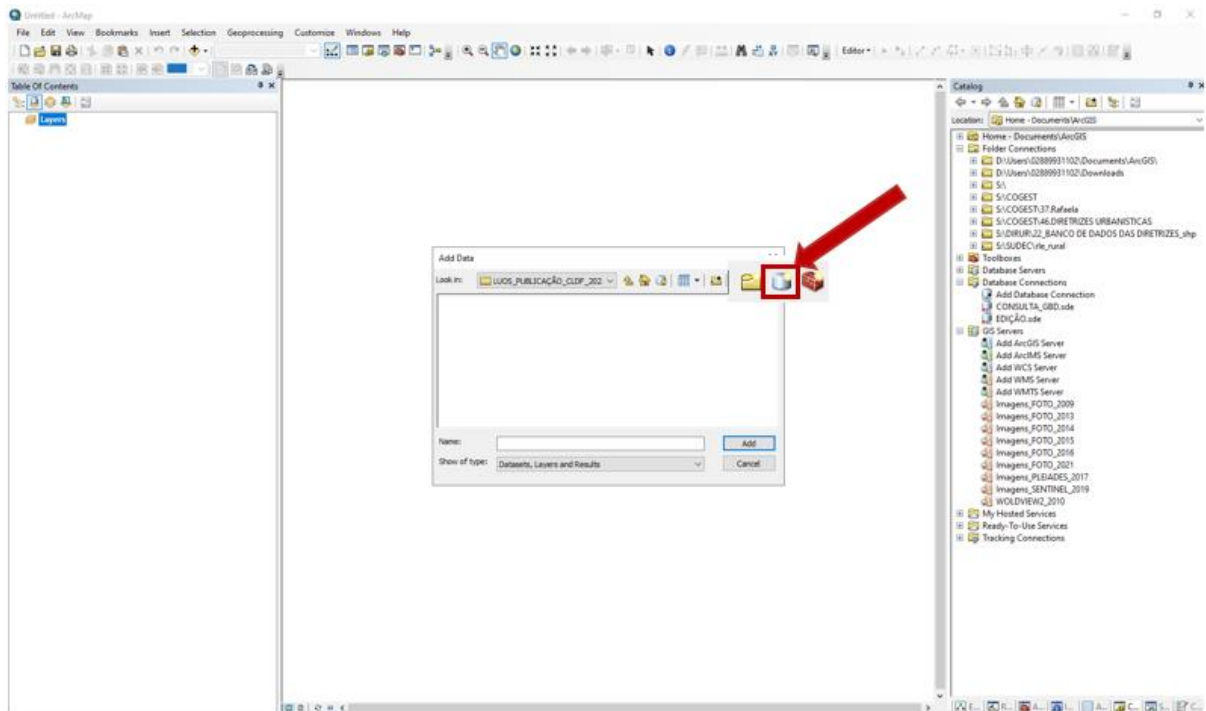 Untitled - ArcMap
File Edit View Bookmarks Insert Selection Geoprocessing Customize Windows Help
Editor
Table Of Contents
Layers
Add Data
Look in: LUOS_PUBLICAÇÃO_CLDF_202
Name:
Add
Show of type: Datasets, Layers and Results
Cancel
Catalog
Location: Home - Documents\ArcGIS
Home - Documents\ArcGIS
Folder Connections
D:\Users\02889931102\Documents\ArcGIS\
D:\Users\02889931102\Downloads
S:\
S:\COGEST
S:\COGEST\37.Rafaela
S:\COGEST\46.DIRETRIZES URBANISTICAS
S:\DIRUR\22_BANCO DE DADOS DAS DIRETRIZES_shp
S:\SUDEC\rle_rural
Toolboxes
Database Servers
Database Connections
Add Database Connection
CONSULTA_GBD.sde
EDIÇÃO.sde
GIS Servers
Add ArcGIS Server
Add ArcIMS Server
Add WCS Server
Add WMS Server
Add WMTS Server
Imagens_FOTO_2009
Imagens_FOTO_2013
Imagens_FOTO_2014
Imagens_FOTO_2015
Imagens_FOTO_2016
Imagens_FOTO_2021
Imagens_PLEIADES_2017
Imagens_SENTINEL_2019
WOLDVIEW2_2010
My Hosted Services
Ready-To-Use Services
Tracking Connections